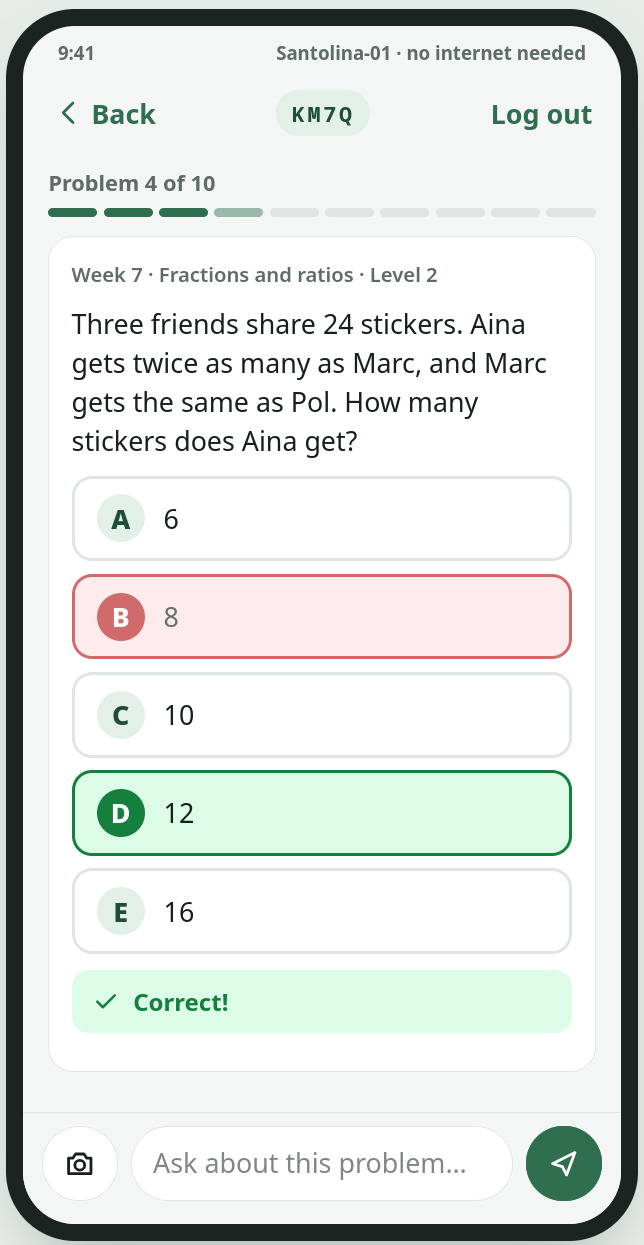 9:41
Santolina-01 · no internet needed
Back
KM7Q
Log out
Problem 4 of 10
Week 7 · Fractions and ratios · Level 2
Three friends share 24 stickers. Aina
gets twice as many as Marc, and Marc
gets the same as Pol. How many
stickers does Aina get?
A 6
B 8
C 10
D 12
E 16
Correct!
Ask about this problem...